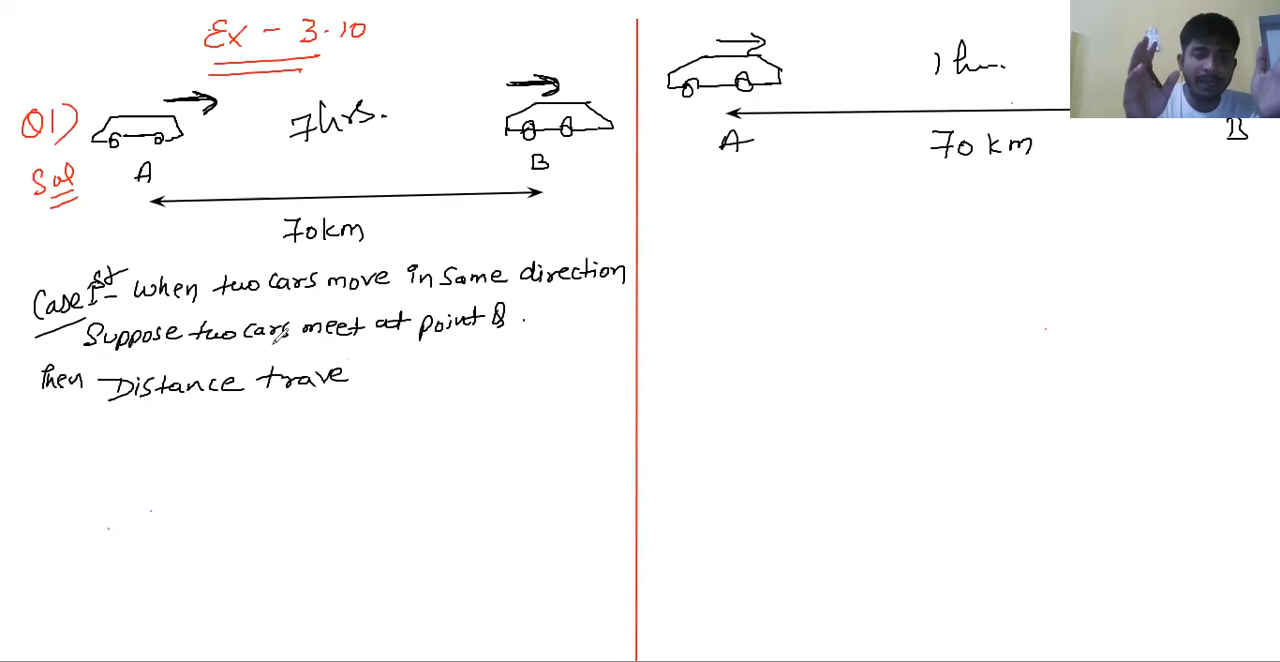 Ex - 3.10
Q1)
7hrs.
Sol
A
B
70km
Case Ist - When two cars move in same direction
Suppose two cars meet at point Q.
then Distance trave
1 hr.
A
B
70 km